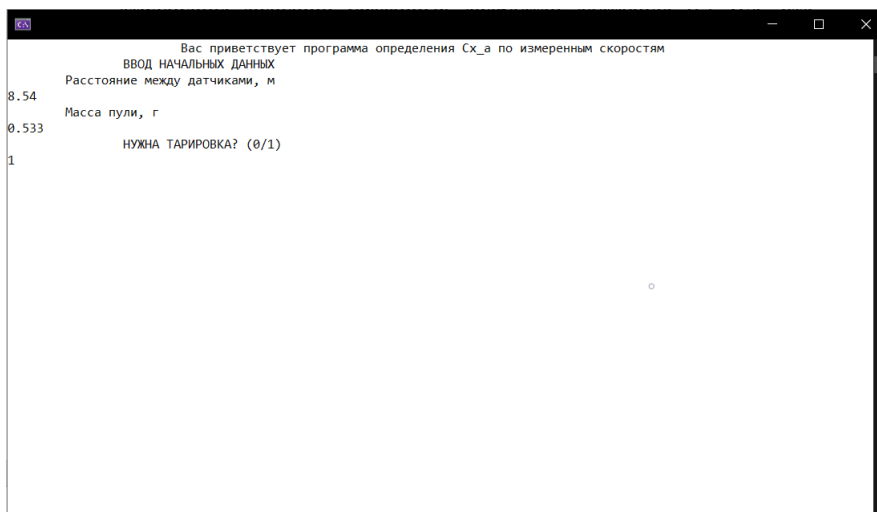 Вас приветствует программа определения Cx_a по измеренным скоростям
ВВОД НАЧАЛЬНЫХ ДАННЫХ
Расстояние между датчиками, м
8.54
Масса пули, г
0.533
НУЖНА ТАРИРОВКА? (0/1)
1